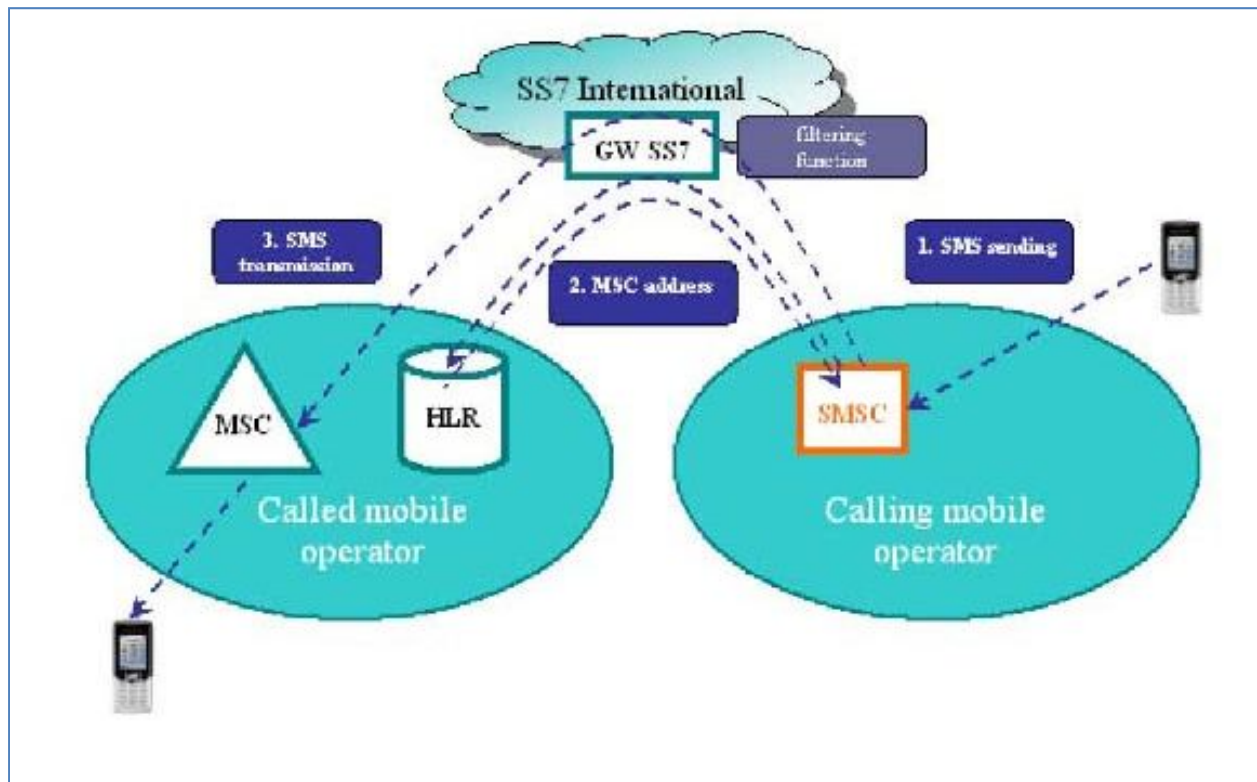 SS7 International
GW SS7
filtering
function
3. SMS
transmission
2. MSC address
1. SMS sending
MSC
HLR
SMSC
Called mobile
operator
Calling mobile
operator